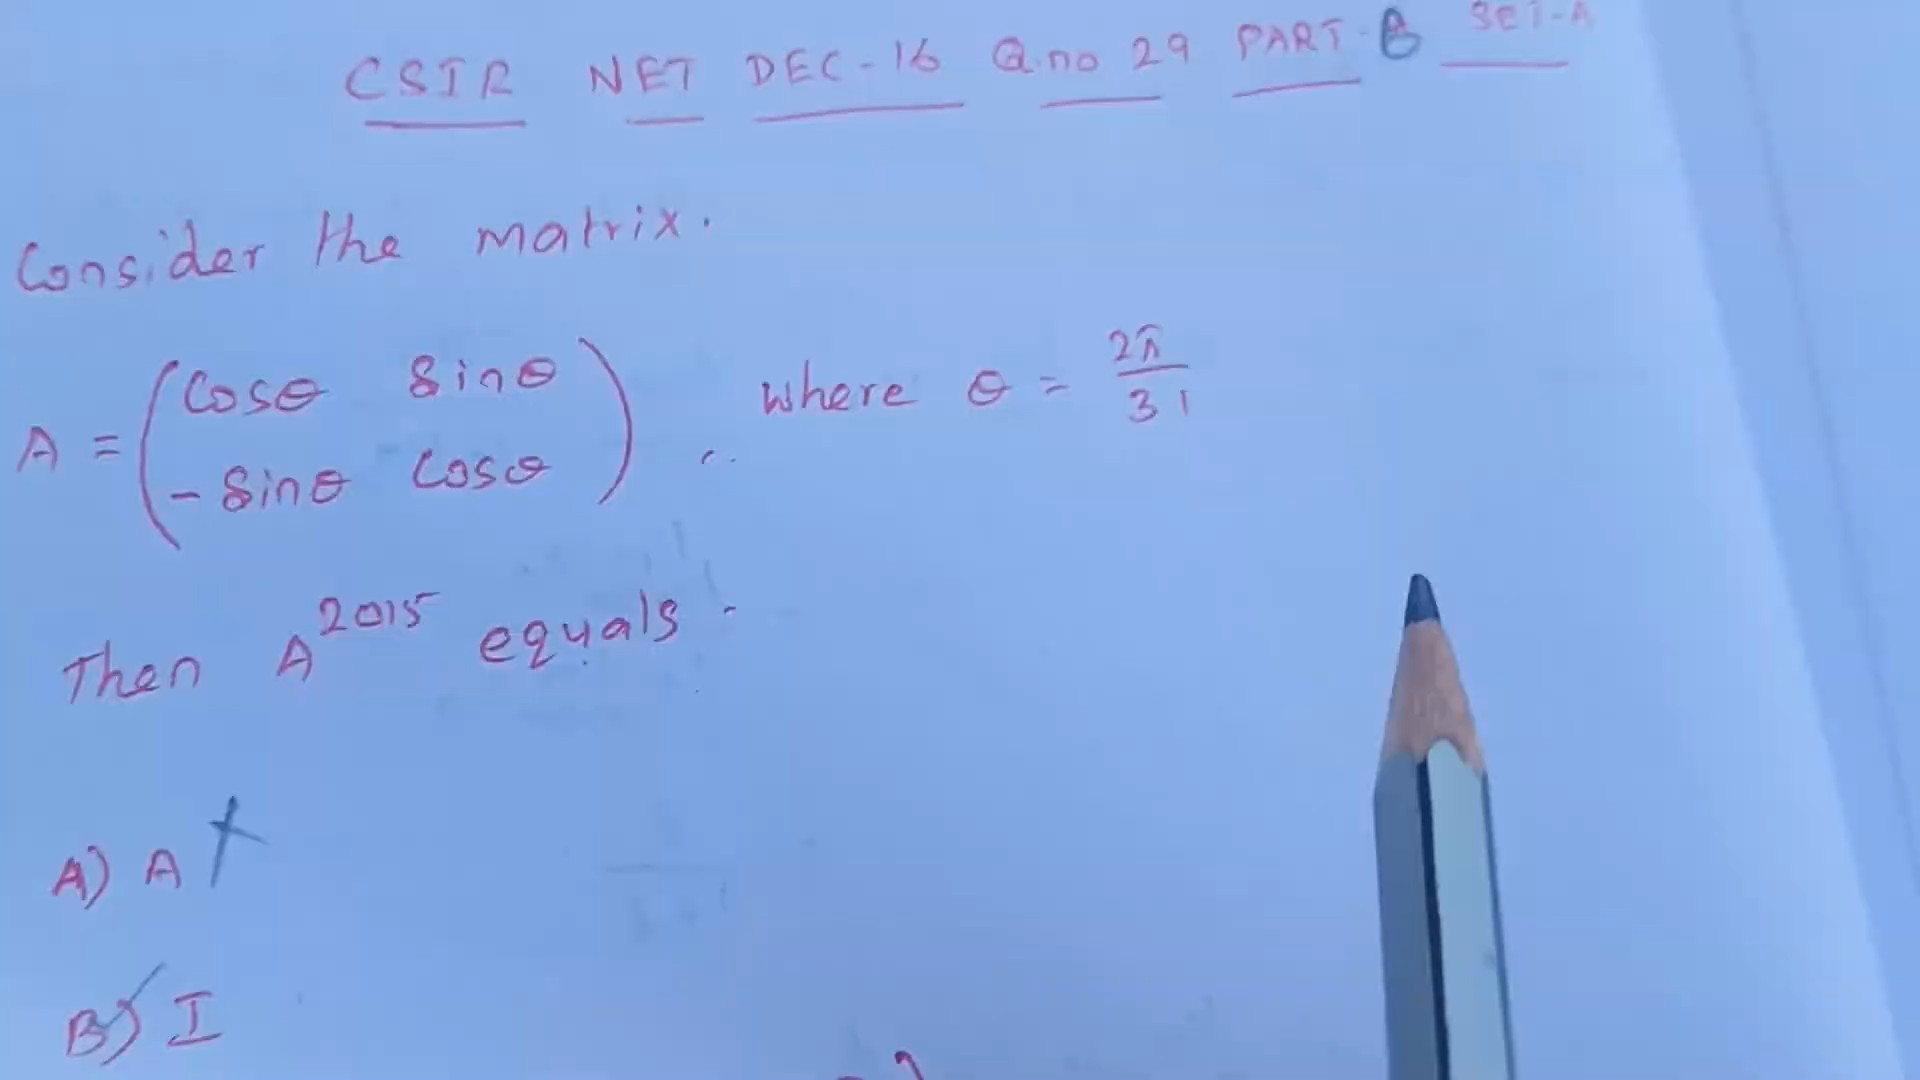 CSIR NET DEC-16 Q.no 29 PART-B SET-A
Consider the matrix.
A = (cosθ sinθ
-sinθ cosθ) where θ = 2π/31
Then A^2015 equals.
A) A
B) I